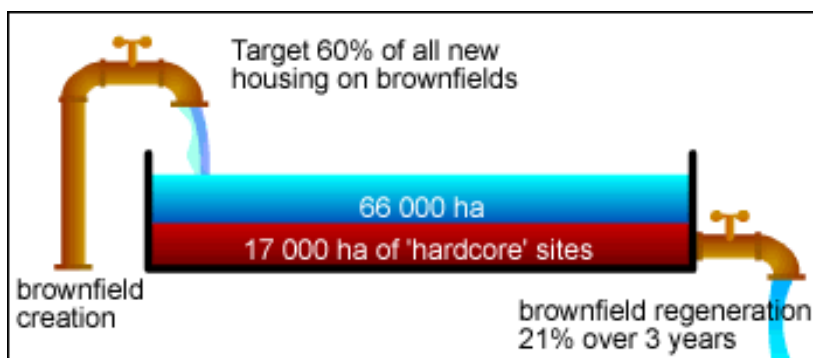 Target 60% of all new
housing on brownfields
66 000 ha
17 000 ha of 'hardcore' sites
brownfield
creation
brownfield regeneration
21% over 3 years